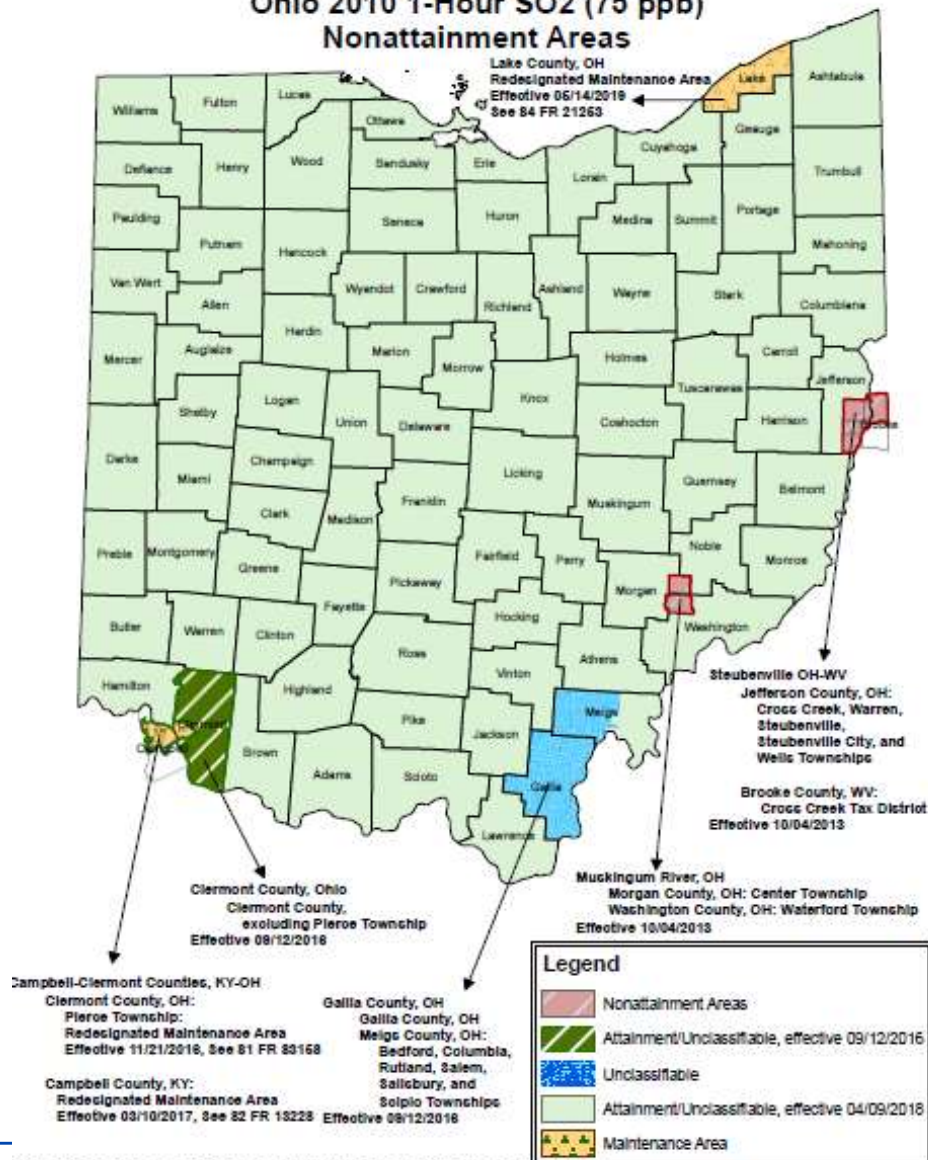 Ohio 2010 1-Hour SO2 (75 ppb)
Nonattainment Areas
Lake County, OH
Redesignated Maintenance Area
Effective 06/14/2019
See 84 FR 21253
Lake
Ashtabula
Williams
Fulton
Lucas
Ottawa
Geauga
Cuyahoga
Defiance
Henry
Wood
Sandusky
Erie
Lorain
Trumbull
Paulding
Putnam
Hancock
Seneca
Huron
Medina
Summit
Portage
Mahoning
Van Wert
Allen
Wyandot
Crawford
Richland
Ashland
Wayne
Stark
Columbiana
Mercer
Auglaize
Hardin
Marion
Morrow
Holmes
Carroll
Jefferson
Tuscarawas
Shelby
Logan
Union
Delaware
Knox
Coshocton
Harrison
Brooke
Darke
Miami
Champaign
Clark
Madison
Franklin
Licking
Muskingum
Guernsey
Belmont
Preble
Montgomery
Greene
Fayette
Pickaway
Fairfield
Perry
Morgan
Noble
Monroe
Butler
Warren
Clinton
Ross
Hocking
Athens
Washington
Hamilton
Clermont
Highland
Pike
Vinton
Jackson
Meigs
Brown
Adams
Scioto
Gallia
Lawrence
Steubenville OH-WV
Jefferson County, OH:
Cross Creek, Warren,
Steubenville,
Steubenville City, and
Wells Townships
Brooke County, WV:
Cross Creek Tax District
Effective 10/04/2013
Muskingum River, OH
Morgan County, OH: Center Township
Washington County, OH: Waterford Township
Effective 10/04/2013
Clermont County, Ohio
Clermont County,
excluding Pierce Township
Effective 09/12/2016
Campbell-Clermont Counties, KY-OH
Clermont County, OH:
Pierce Township:
Redesignated Maintenance Area
Effective 11/21/2016, See 81 FR 83158
Campbell County, KY:
Redesignated Maintenance Area
Effective 03/10/2017, See 82 FR 13228
Gallia County, OH
Gallia County, OH
Meigs County, OH:
Bedford, Columbia,
Rutland, Salem,
Salisbury, and
Scipio Townships
Effective 09/12/2016
Legend
Nonattainment Areas
Attainment/Unclassifiable, effective 09/12/2016
Unclassifiable
Attainment/Unclassifiable, effective 04/09/2018
Maintenance Area